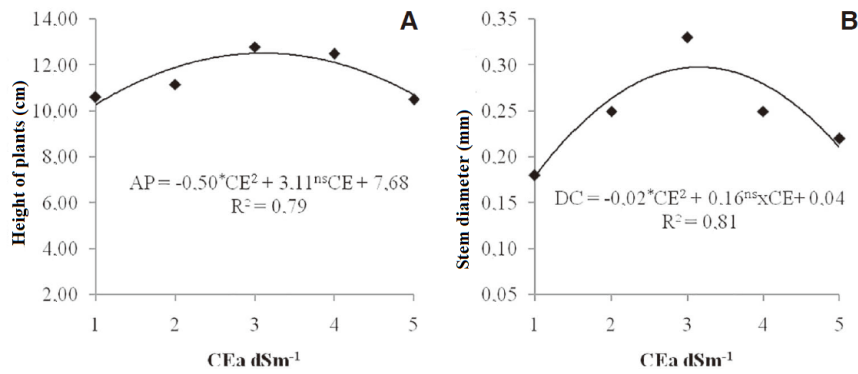 A
Height of plants (cm)
14.00
12.00
10.00
8.00
6.00
4.00
2.00
AP = -0.50*CE² + 3.11ⁿˢCE + 7.68
R² = 0.79
1 2 3 4 5
CEa dSm⁻¹
B
Stem diameter (mm)
0.35
0.30
0.25
0.20
0.15
0.10
0.05
DC = -0.02*CE² + 0.16ⁿˢxCE+ 0.04
R² = 0.81
1 2 3 4 5
CEa dSm⁻¹